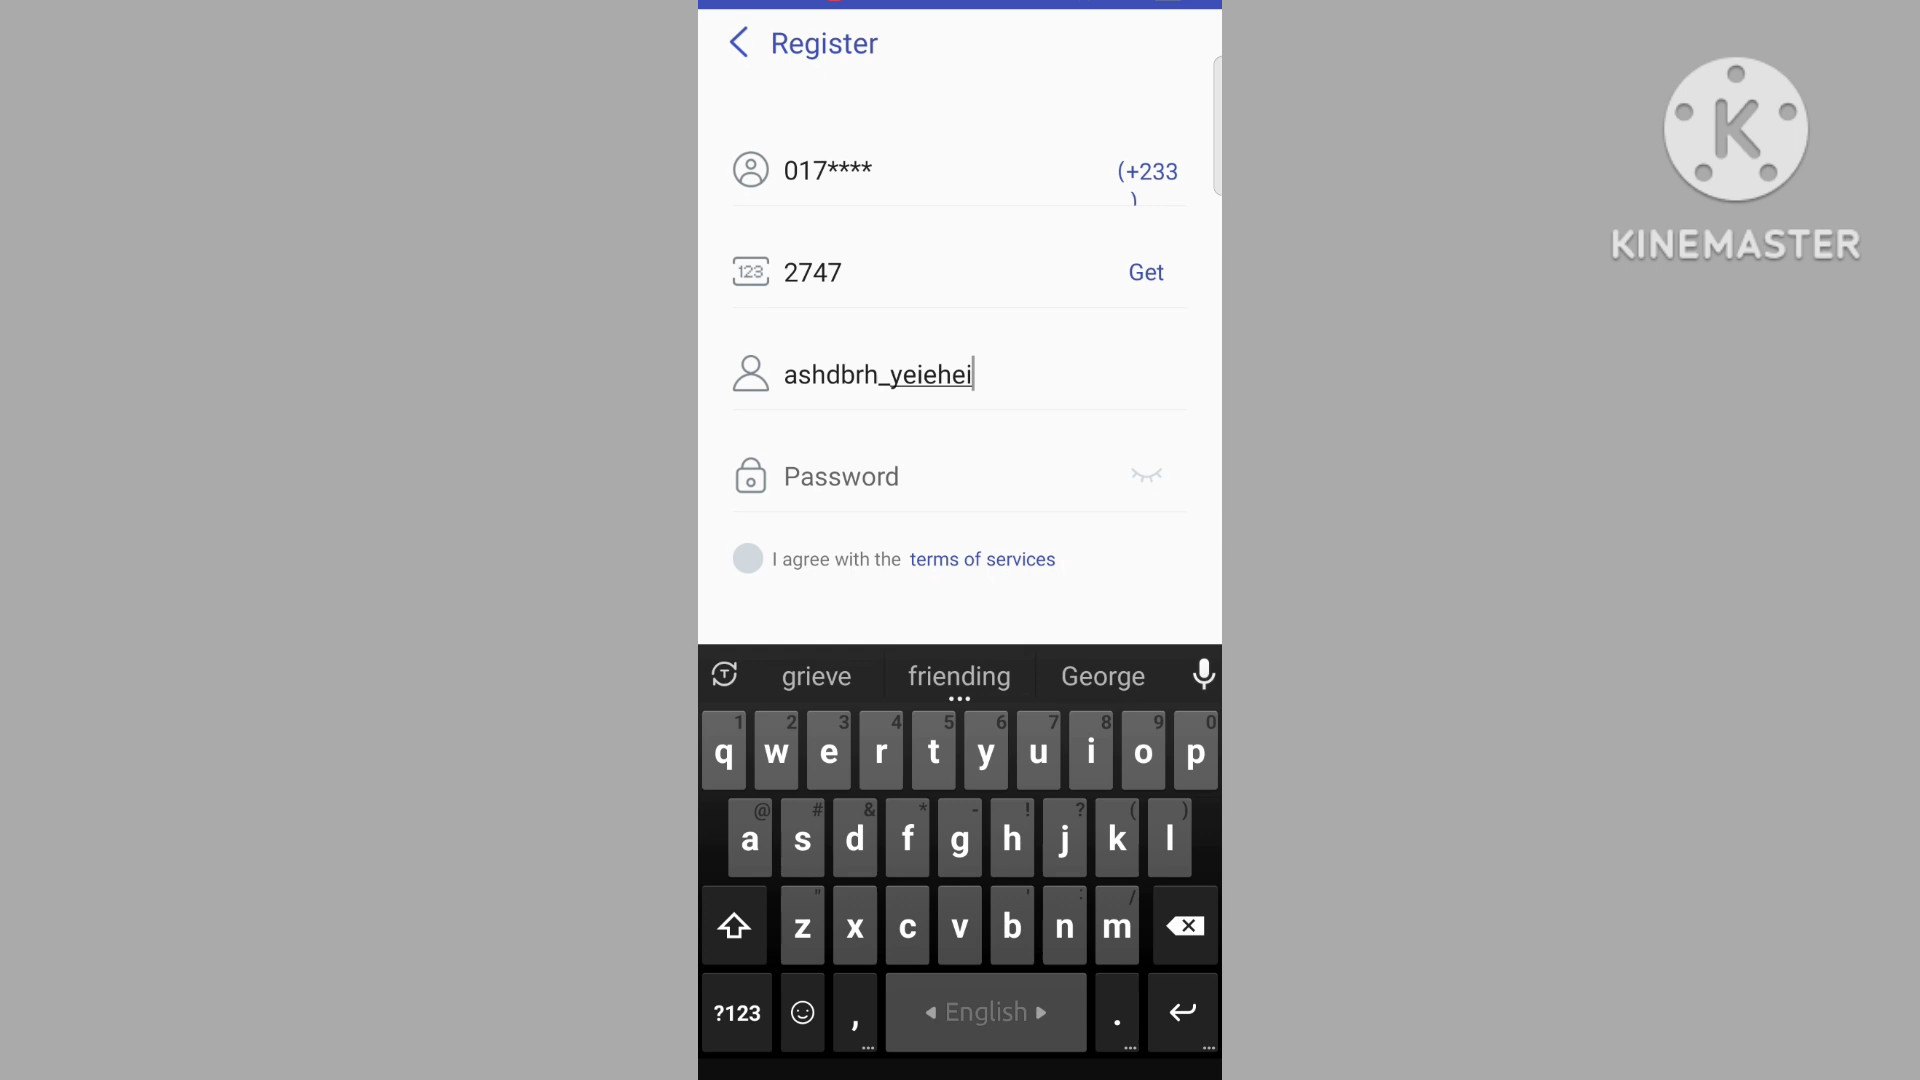 Register
017****
(+233
)
123
2747
Get
ashdbrh_yeiehei
Password
I agree with the terms of services
K
KINEMASTER
T
grieve friending George
1 2 3 4 5 6 7 8 9 0
q w e r t y u i o p
@ # & * - ! ? ( )
a s d f g h j k l
" ' : /
z x c v b n m
?123 , English .